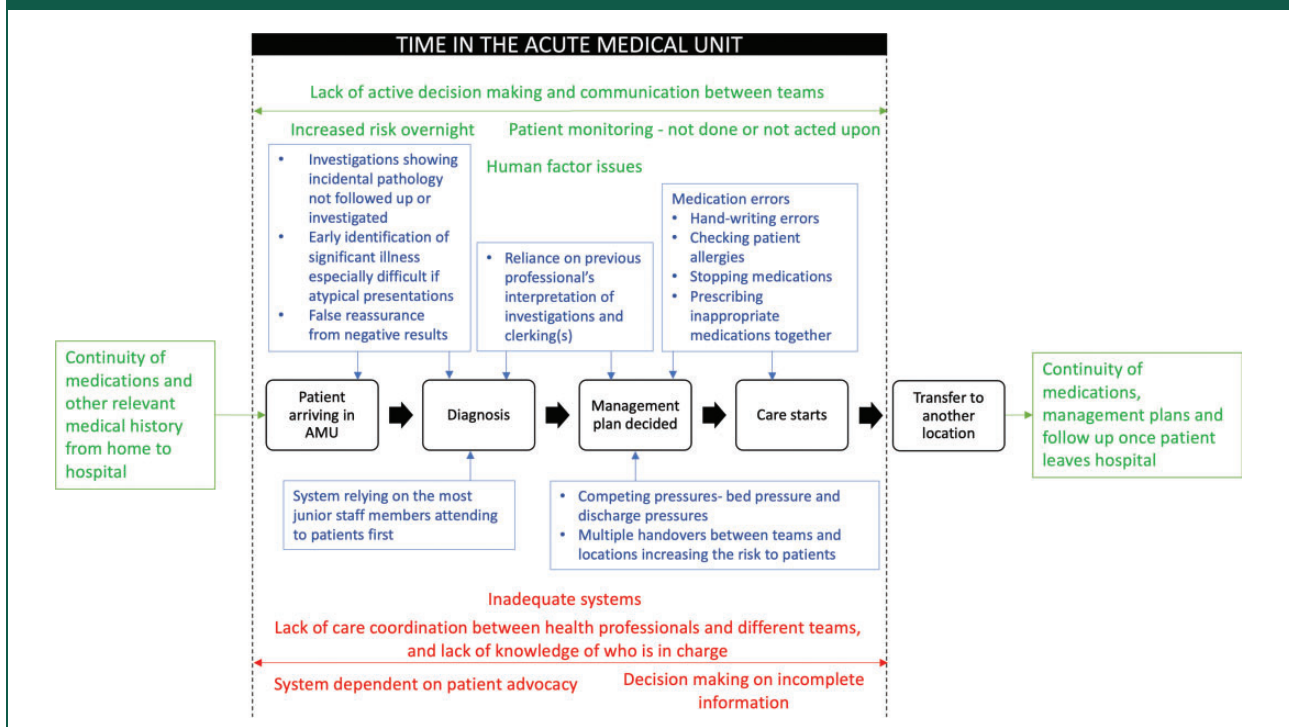 TIME IN THE ACUTE MEDICAL UNIT
Lack of active decision making and communication between teams
Increased risk overnight
Patient monitoring - not done or not acted upon
Human factor issues
• Investigations showing
incidental pathology
not followed up or
investigated
• Early identification of
significant illness
especially difficult if
atypical presentations
• False reassurance
from negative results
• Reliance on previous
professional's
interpretation of
investigations and
clerking(s)
Medication errors
• Hand-writing errors
• Checking patient
allergies
• Stopping medications
• Prescribing
inappropriate
medications together
Continuity of
medications and
other relevant
medical history
from home to
hospital
Patient
arriving in
AMU
Diagnosis
Management
plan decided
Care starts
Transfer to
another
location
Continuity of
medications,
management plans and
follow up once patient
leaves hospital
System relying on the most
junior staff members attending
to patients first
• Competing pressures- bed pressure and
discharge pressures
• Multiple handovers between teams and
locations increasing the risk to patients
Inadequate systems
Lack of care coordination between health professionals and different teams,
and lack of knowledge of who is in charge
System dependent on patient advocacy
Decision making on incomplete
information